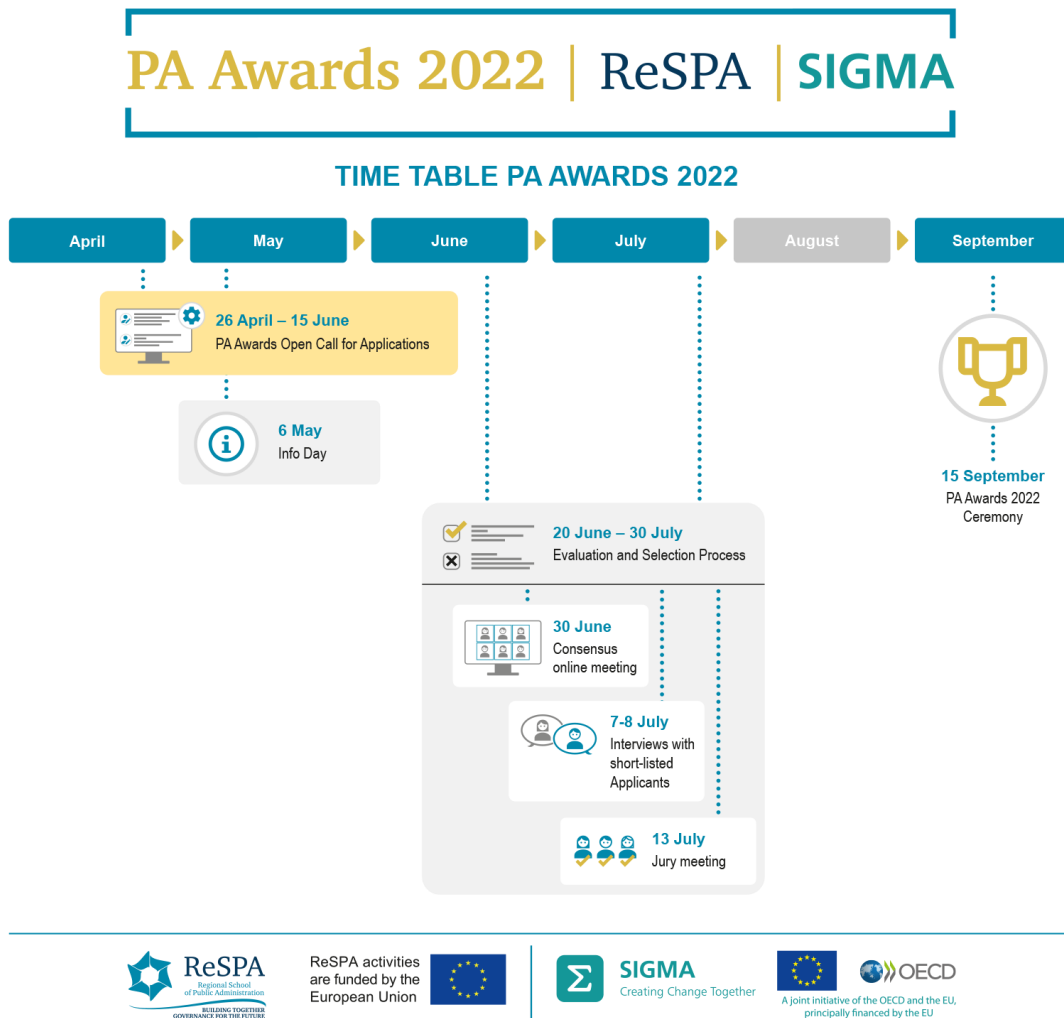 PA Awards 2022 | ReSPA | SIGMA
TIME TABLE PA AWARDS 2022
April
May
June
July
August
September
26 April – 15 June
PA Awards Open Call for Applications
6 May
Info Day
15 September
PA Awards 2022
Ceremony
20 June – 30 July
Evaluation and Selection Process
30 June
Consensus
online meeting
7-8 July
Interviews with
short-listed
Applicants
13 July
Jury meeting
ReSPA
Regional School
of Public Administration
BUILDING TOGETHER
GOVERNANCE FOR THE FUTURE
ReSPA activities
are funded by the
European Union
Σ
SIGMA
Creating Change Together
OECD
A joint initiative of the OECD and the EU,
principally financed by the EU